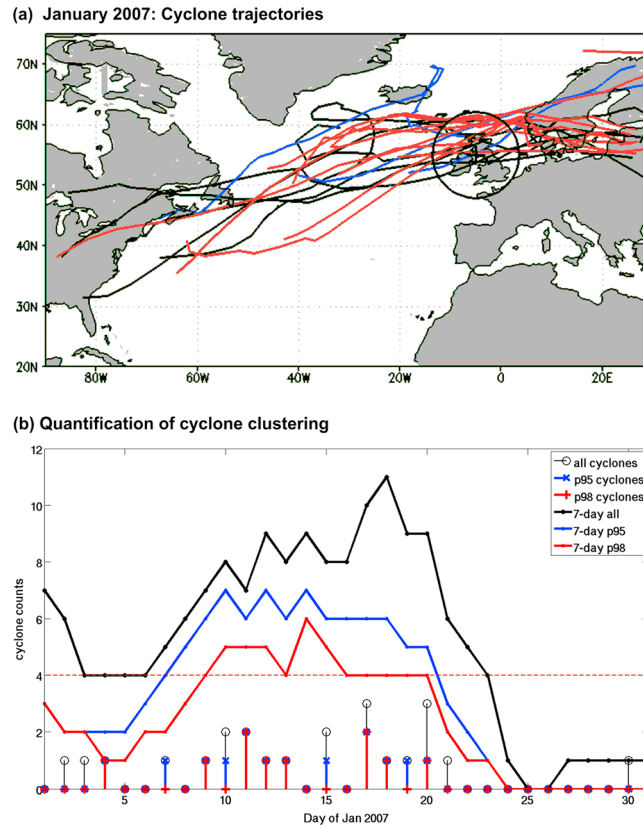 (a) January 2007: Cyclone trajectories
70N
60N
50N
40N
30N
20N
80W
60W
40W
20W
0
20E
(b) Quantification of cyclone clustering
12
10
8
6
4
2
0
cyclone counts
all cyclones
p95 cyclones
p98 cyclones
7-day all
7-day p95
7-day p98
5
10
15
20
25
30
Day of Jan 2007